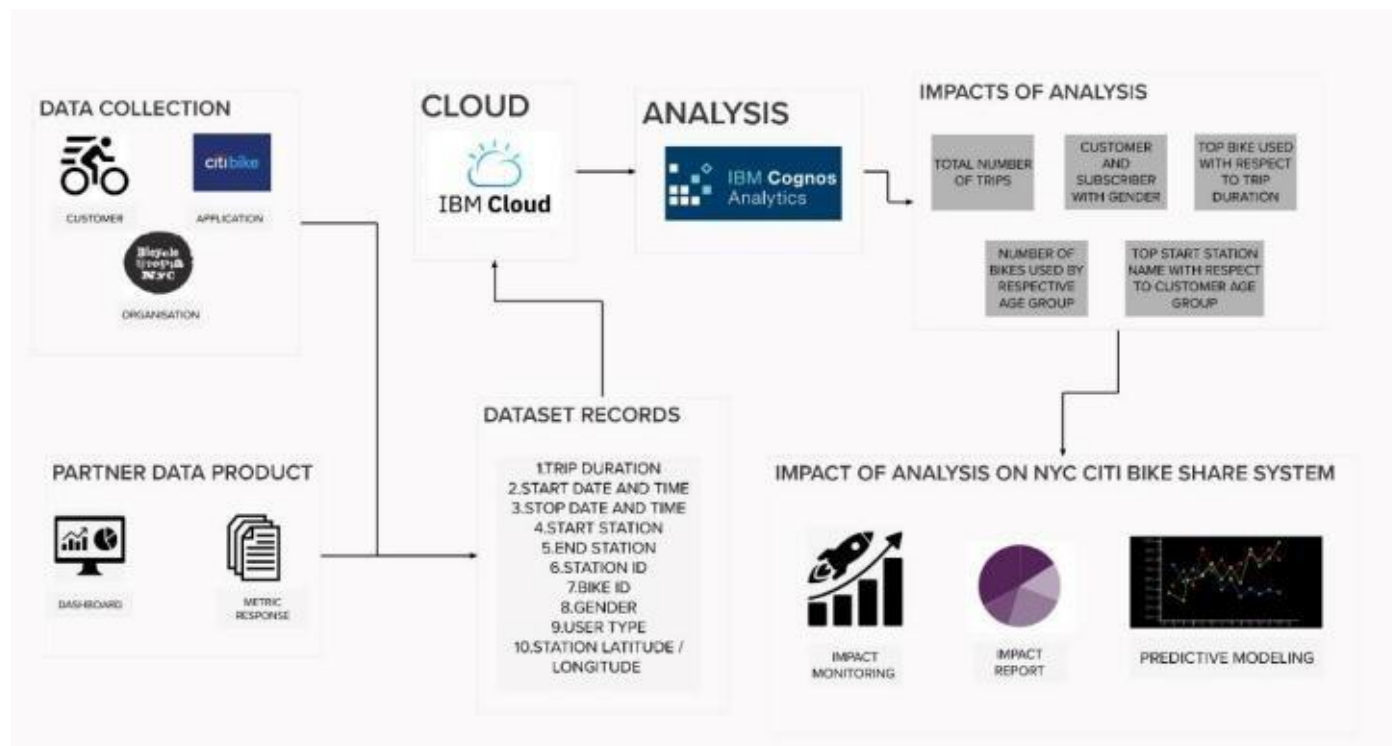 DATA COLLECTION
citibike
CUSTOMER
APPLICATION
Bicycle
Utopia
NYC
ORGANISATION
PARTNER DATA PRODUCT
DASHBOARD
METRIC
RESPONSE
CLOUD
IBM Cloud
DATASET RECORDS
1.TRIP DURATION
2.START DATE AND TIME
3.STOP DATE AND TIME
4.START STATION
5.END STATION
6.STATION ID
7.BIKE ID
8.GENDER
9.USER TYPE
10.STATION LATITUDE /
LONGITUDE
ANALYSIS
IBM Cognos
Analytics
IMPACTS OF ANALYSIS
TOTAL NUMBER
OF TRIPS
CUSTOMER
AND
SUBSCRIBER
WITH GENDER
TOP BIKE USED
WITH RESPECT
TO TRIP
DURATION
NUMBER OF
BIKES USED BY
RESPECTIVE
AGE GROUP
TOP START STATION
NAME WITH RESPECT
TO CUSTOMER AGE
GROUP
IMPACT OF ANALYSIS ON NYC CITI BIKE SHARE SYSTEM
IMPACT
MONITORING
IMPACT
REPORT
PREDICTIVE MODELING